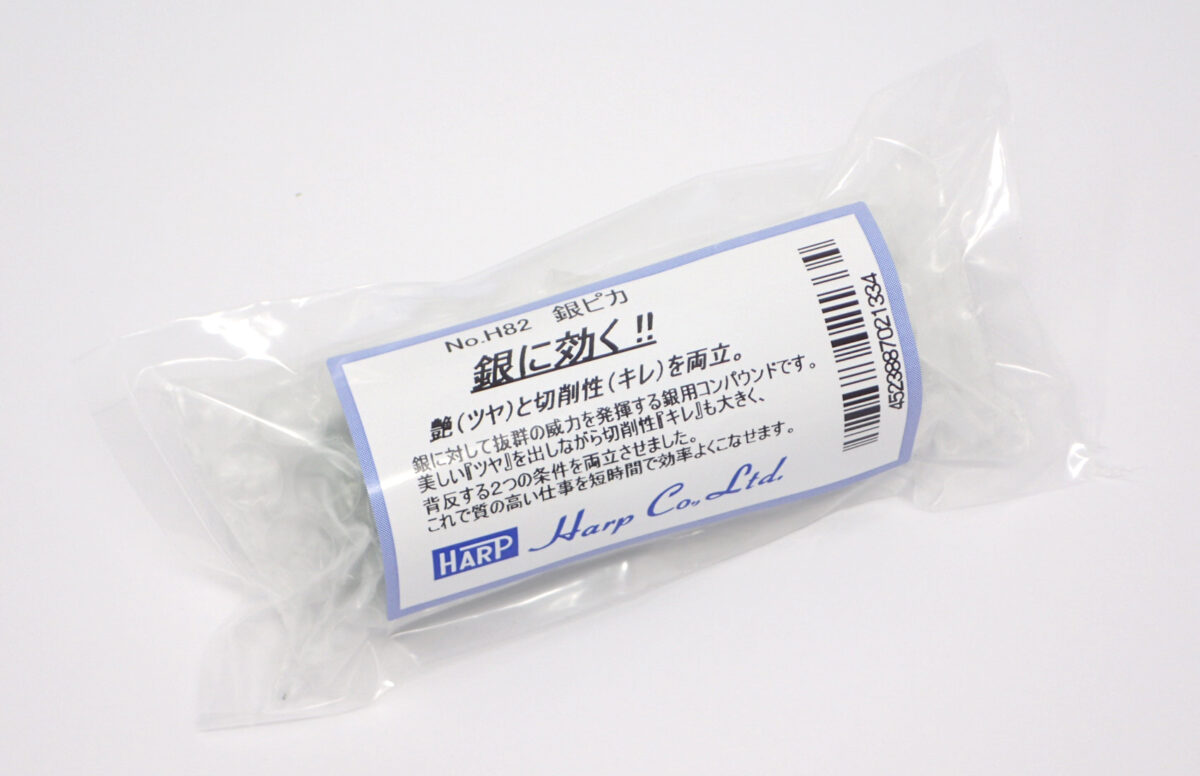 No.H82 銀ピカ
銀に効く!!
艶(ツヤ)と切削性(キレ)を両立。
銀に対して抜群の威力を発揮する銀用コンパウンドです。
美しい『ツヤ』を出しながら切削性『キレ』も大きく、
背反する2つの条件を両立させました。
これで質の高い仕事を短時間で効率よくこなせます。
HARP Harp Co., Ltd.
4523887021334